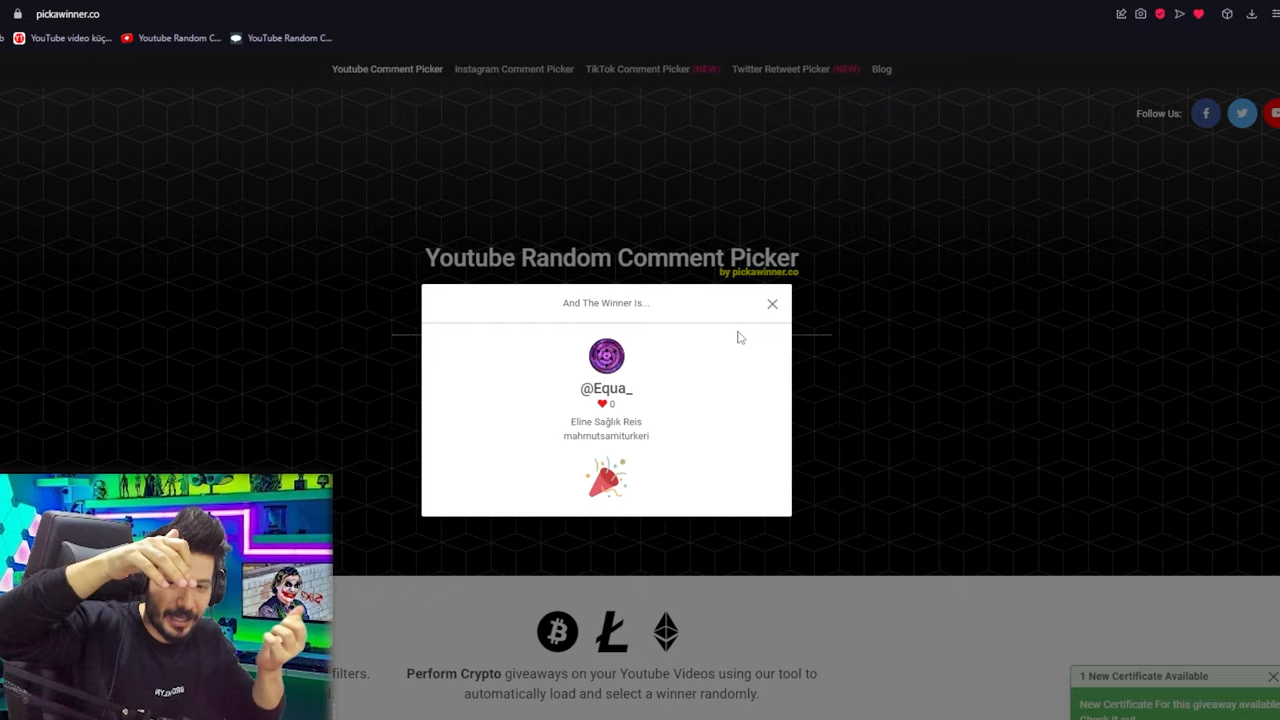 pickawinner.co
YouTube video küç...
Youtube Random C...
YouTube Random C...
Youtube Comment Picker
Instagram Comment Picker
TikTok Comment Picker (NEW)
Twitter Retweet Picker (NEW)
Blog
Follow Us:
Youtube Random Comment Picker
by pickawinner.co
And The Winner Is...
@Equa_
0
Eline Sağlık Reis
mahmutsamiturkeri
filters.
Perform Crypto giveaways on your Youtube Videos using our tool to
automatically load and select a winner randomly.
1 New Certificate Available
New Certificate For this giveaway available
Check It out